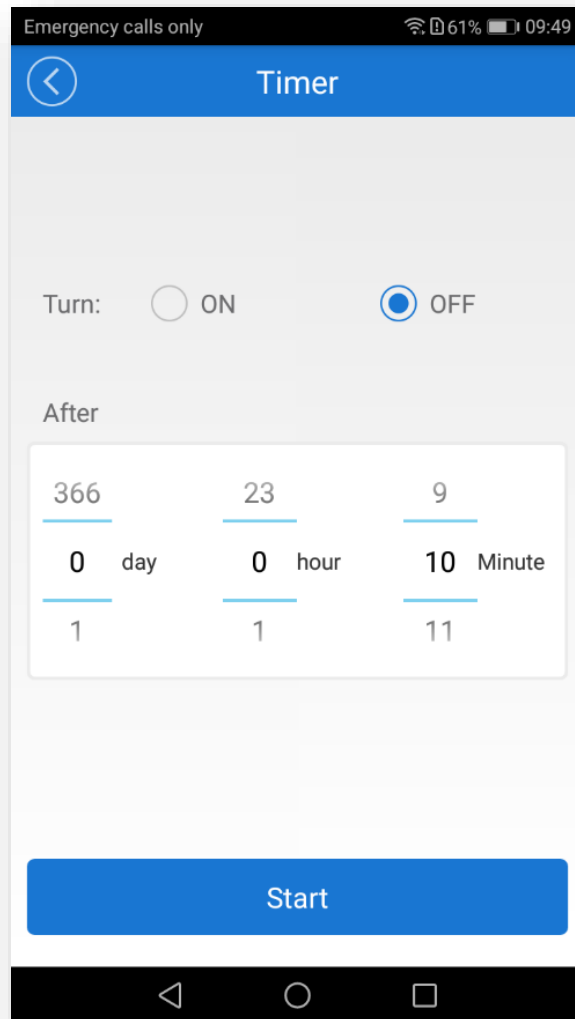 Emergency calls only 61% 09:49
Timer
Turn: ON OFF
After
366 23 9
0 day 0 hour 10 Minute
1 1 11
Start